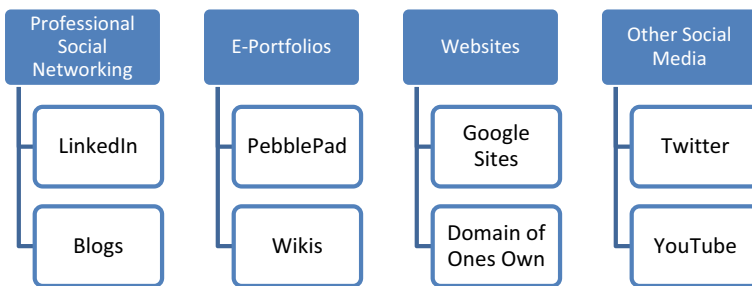 Professional
Social
Networking
LinkedIn
Blogs
E-Portfolios
PebblePad
Wikis
Websites
Google
Sites
Domain of
Ones Own
Other Social
Media
Twitter
YouTube